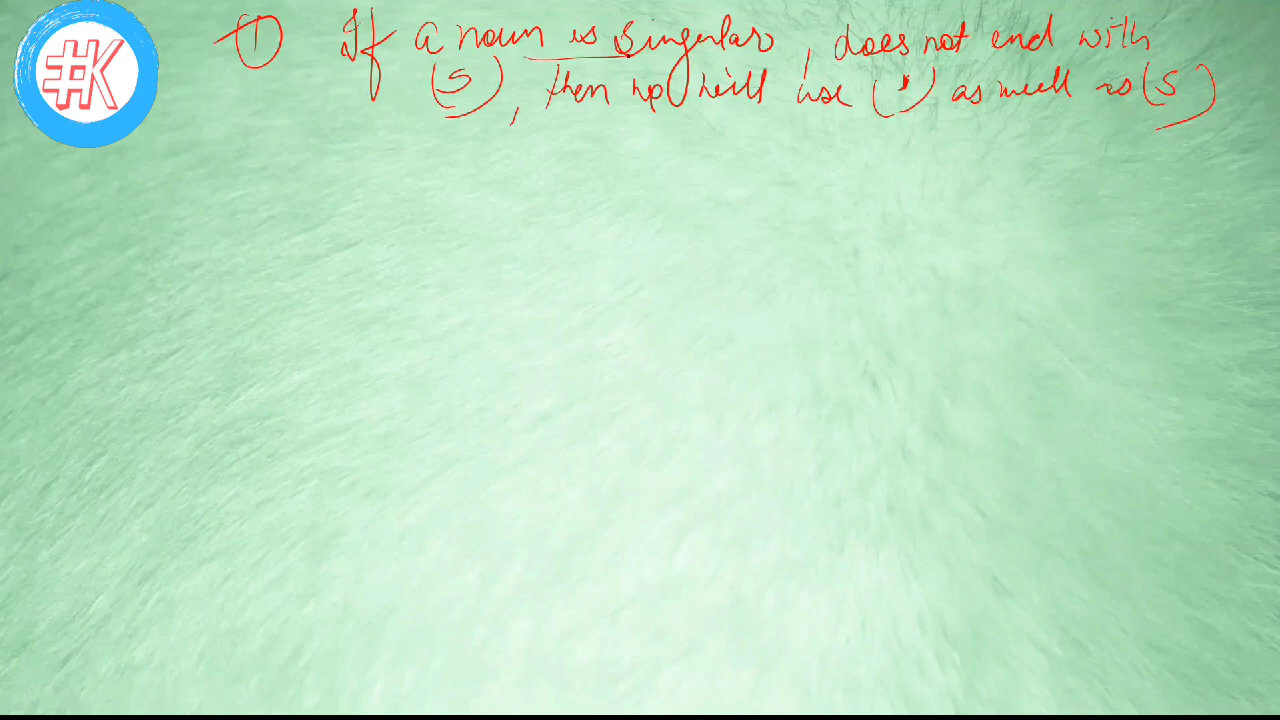 #K
① If a noun is singular, does not end with
(s), then we will use (') as well as (s)